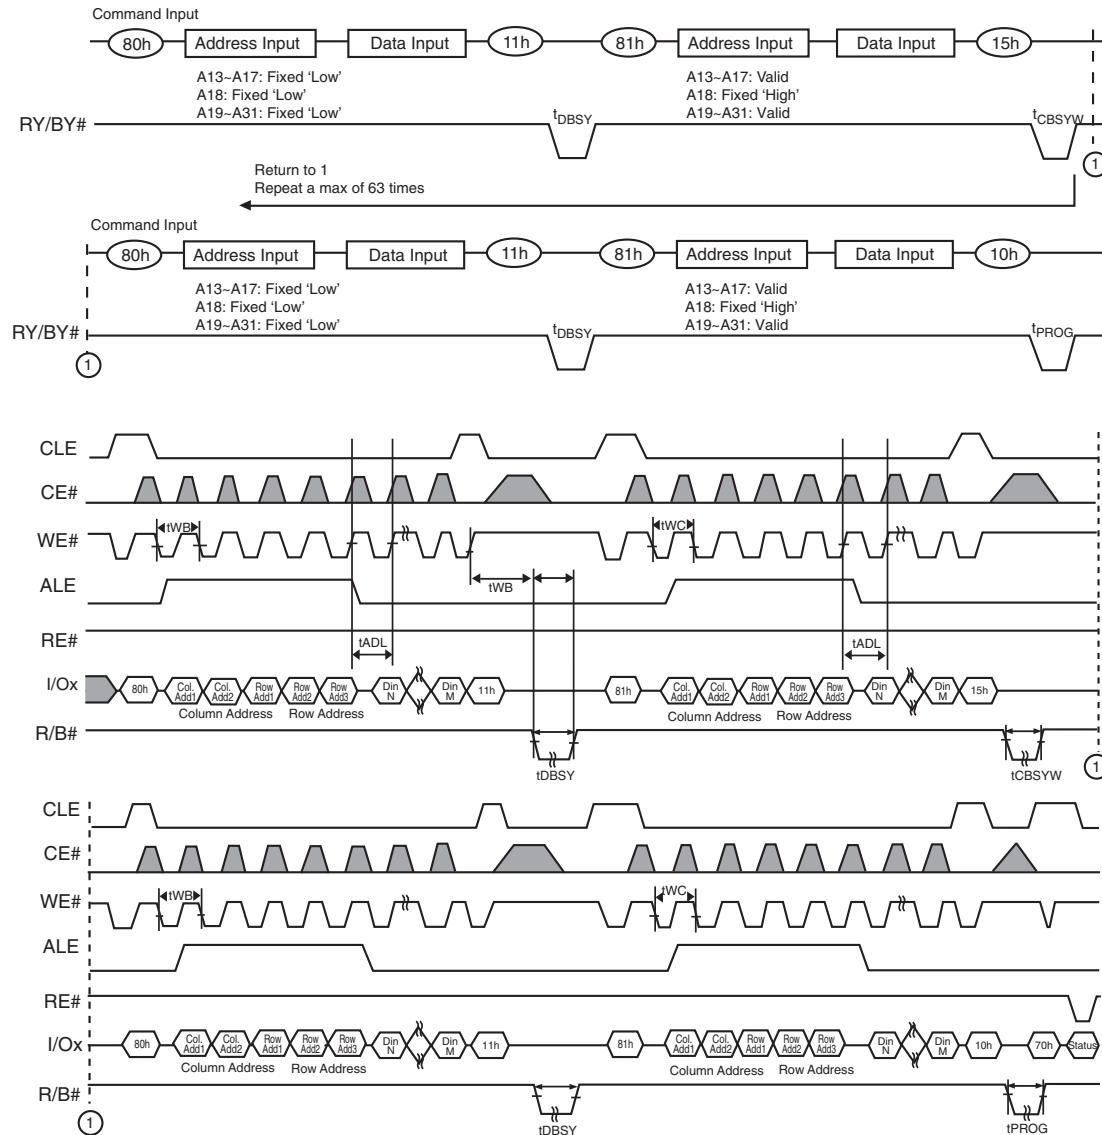 Command Input
80h Address Input Data Input 11h 81h Address Input Data Input 15h
A13~A17: Fixed ‘Low’ A13~A17: Valid
A18: Fixed ‘Low’ A18: Fixed ‘High’
A19~A31: Fixed ‘Low’ A19~A31: Valid
RY/BY# tDBSY tCBSYW
1
Return to 1
Repeat a max of 63 times
Command Input
80h Address Input Data Input 11h 81h Address Input Data Input 10h
A13~A17: Fixed ‘Low’ A13~A17: Valid
A18: Fixed ‘Low’ A18: Fixed ‘High’
A19~A31: Fixed ‘Low’ A19~A31: Valid
RY/BY# tDBSY tPROG
1
CLE
CE#
WE# tWB tWC
ALE tWB
RE#
tADL tADL
I/Ox 80h Col. Add1 Col. Add2 Row Add1 Row Add2 Row Add3 Din N Din M 11h 81h Col. Add1 Col. Add2 Row Add1 Row Add2 Row Add3 Din N Din M 15h
Column Address Row Address Column Address Row Address
R/B#
tDBSY tCBSYW 1
CLE
CE#
WE# tWB tWC
ALE
RE#
I/Ox 80h Col. Add1 Col. Add2 Row Add1 Row Add2 Row Add3 Din N Din M 11h 81h Col. Add1 Col. Add2 Row Add1 Row Add2 Row Add3 Din N Din M 10h 70h Status
Column Address Row Address Column Address Row Address
R/B#
1 tDBSY tPROG